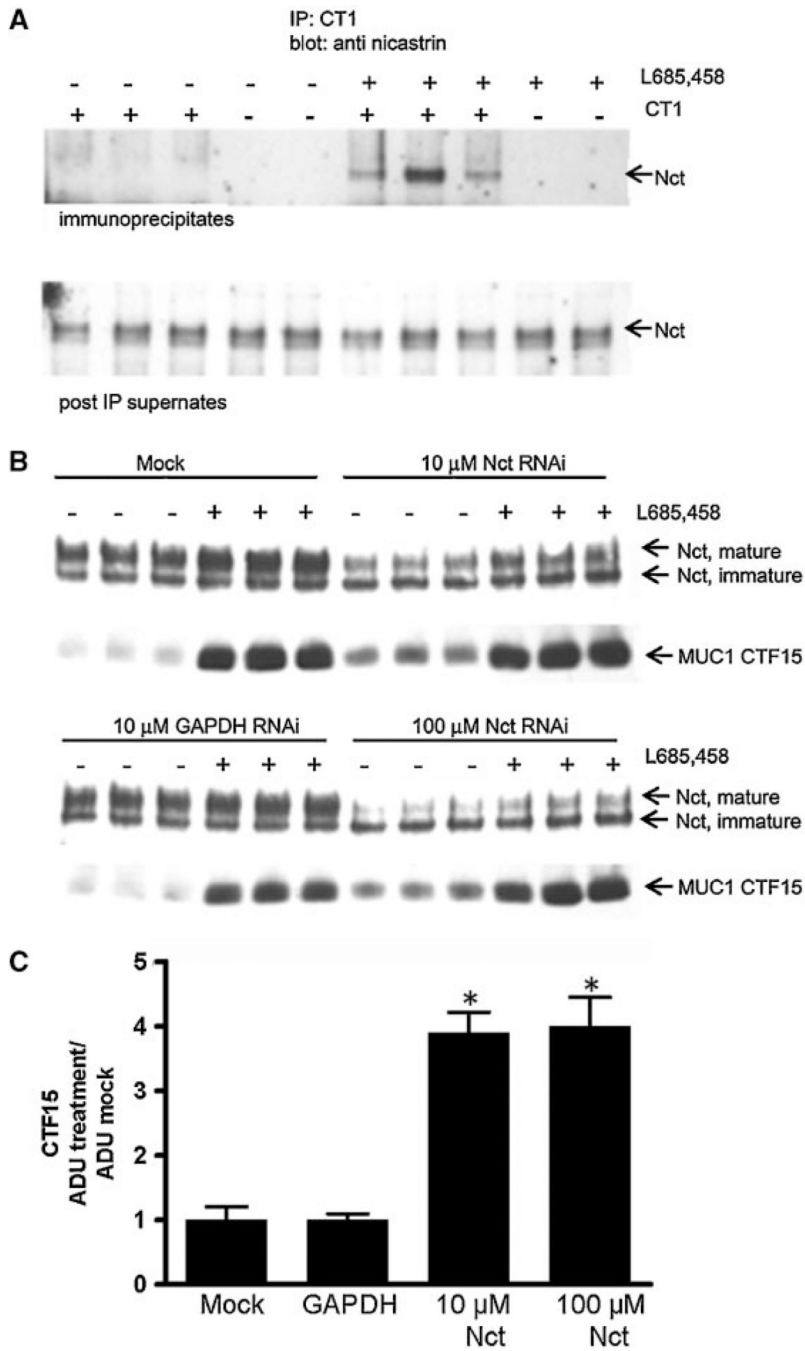 A
IP: CT1
blot: anti nicastrin
- - - - - + + + + + L685,458
+ + + - - + + + - - CT1
←Nct
immunoprecipitates
←Nct
post IP supernates
B
Mock 10 µM Nct RNAi
- - - + + + - - - + + + L685,458
← Nct, mature
← Nct, immature
← MUC1 CTF15
10 µM GAPDH RNAi 100 µM Nct RNAi
- - - + + + - - - + + + L685,458
← Nct, mature
← Nct, immature
← MUC1 CTF15
C
CTF15
ADU treatment/
ADU mock
5
4
3
2
1
0
* *
Mock GAPDH 10 µM Nct 100 µM Nct